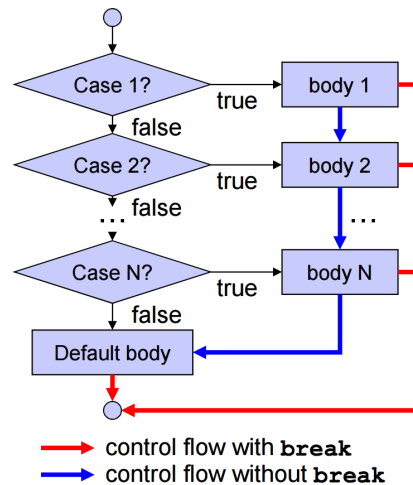 Case 1?
true
body 1
false
Case 2?
true
body 2
false
...
...
Case N?
true
body N
false
Default body
control flow with break
control flow without break